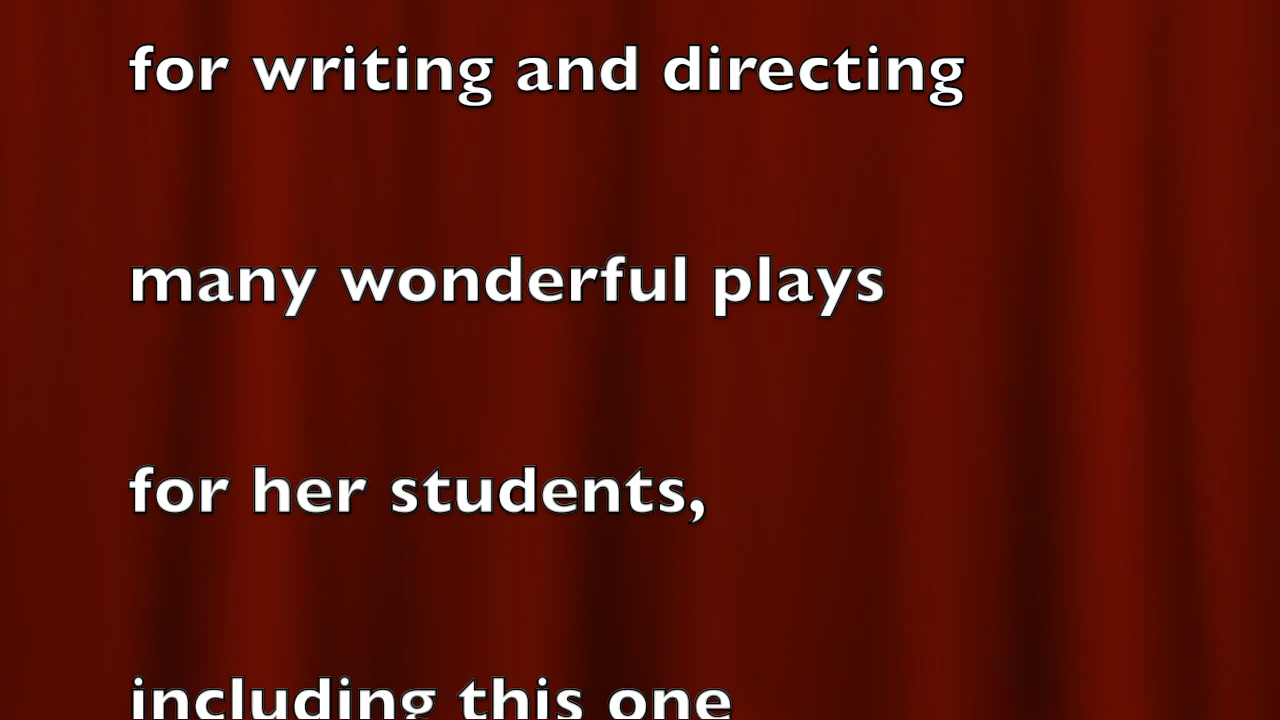 for writing and directing
many wonderful plays
for her students,
including this one